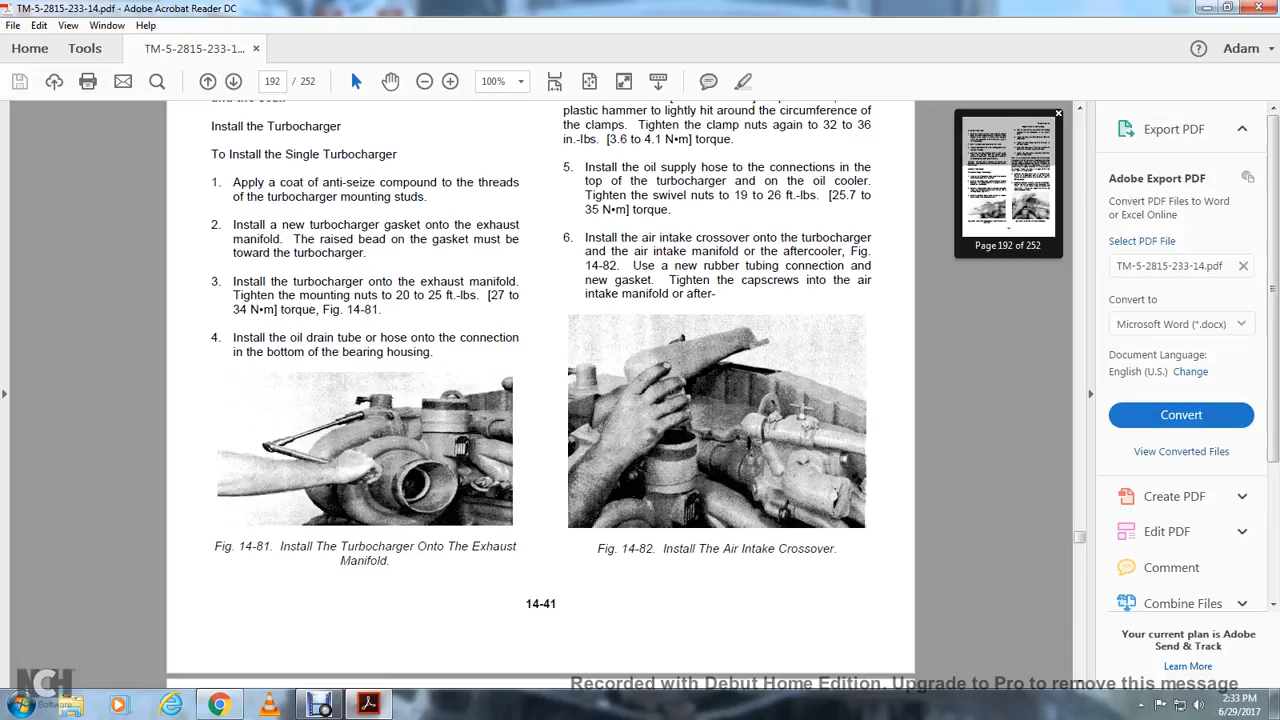 TM-5-2815-233-14.pdf - Adobe Acrobat Reader DC
File Edit View Window Help
Home Tools TM-5-2815-233-1... Adam
192 / 252 100%
Install the Turbocharger
To Install the Single Turbocharger
1. Apply a coat of anti-seize compound to the threads
of the turbocharger mounting studs.
2. Install a new turbocharger gasket onto the exhaust
manifold. The raised bead on the gasket must be
toward the turbocharger.
3. Install the turbocharger onto the exhaust manifold.
Tighten the mounting nuts to 20 to 25 ft.-lbs. [27 to
34 N•m] torque, Fig. 14-81.
4. Install the oil drain tube or hose onto the connection
in the bottom of the bearing housing.
Fig. 14-81. Install The Turbocharger Onto The Exhaust
Manifold.
plastic hammer to lightly hit around the circumference of
the clamps. Tighten the clamp nuts again to 32 to 36
in.-lbs. [3.6 to 4.1 N•m] torque.
5. Install the oil supply hose to the connections in the
top of the turbocharger and on the oil cooler.
Tighten the swivel nuts to 19 to 26 ft.-lbs. [25.7 to
35 N•m] torque.
6. Install the air intake crossover onto the turbocharger
and the air intake manifold or the aftercooler, Fig.
14-82. Use a new rubber tubing connection and
new gasket. Tighten the capscrews into the air
intake manifold or after-
Fig. 14-82. Install The Air Intake Crossover.
14-41
Page 192 of 252
Export PDF
Adobe Export PDF
Convert PDF Files to Word
or Excel Online
Select PDF File
TM-5-2815-233-14.pdf
Convert to
Microsoft Word (*.docx)
Document Language:
English (U.S.) Change
Convert
View Converted Files
Create PDF
Edit PDF
Comment
Combine Files
Your current plan is Adobe
Send & Track
Learn More
NCH
Software
Recorded with Debut Home Edition. Upgrade to Pro to remove this message
2:33 PM
6/29/2017